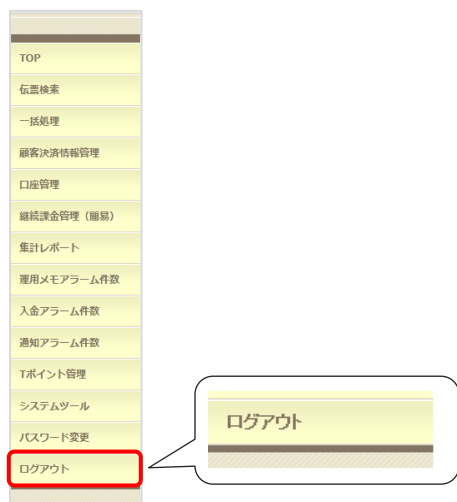 TOP
伝票検索
一括処理
顧客決済情報管理
口座管理
継続課金管理（簡易）
集計レポート
運用メモアラーム件数
入金アラーム件数
通知アラーム件数
Tポイント管理
システムツール
パスワード変更
ログアウト
ログアウト